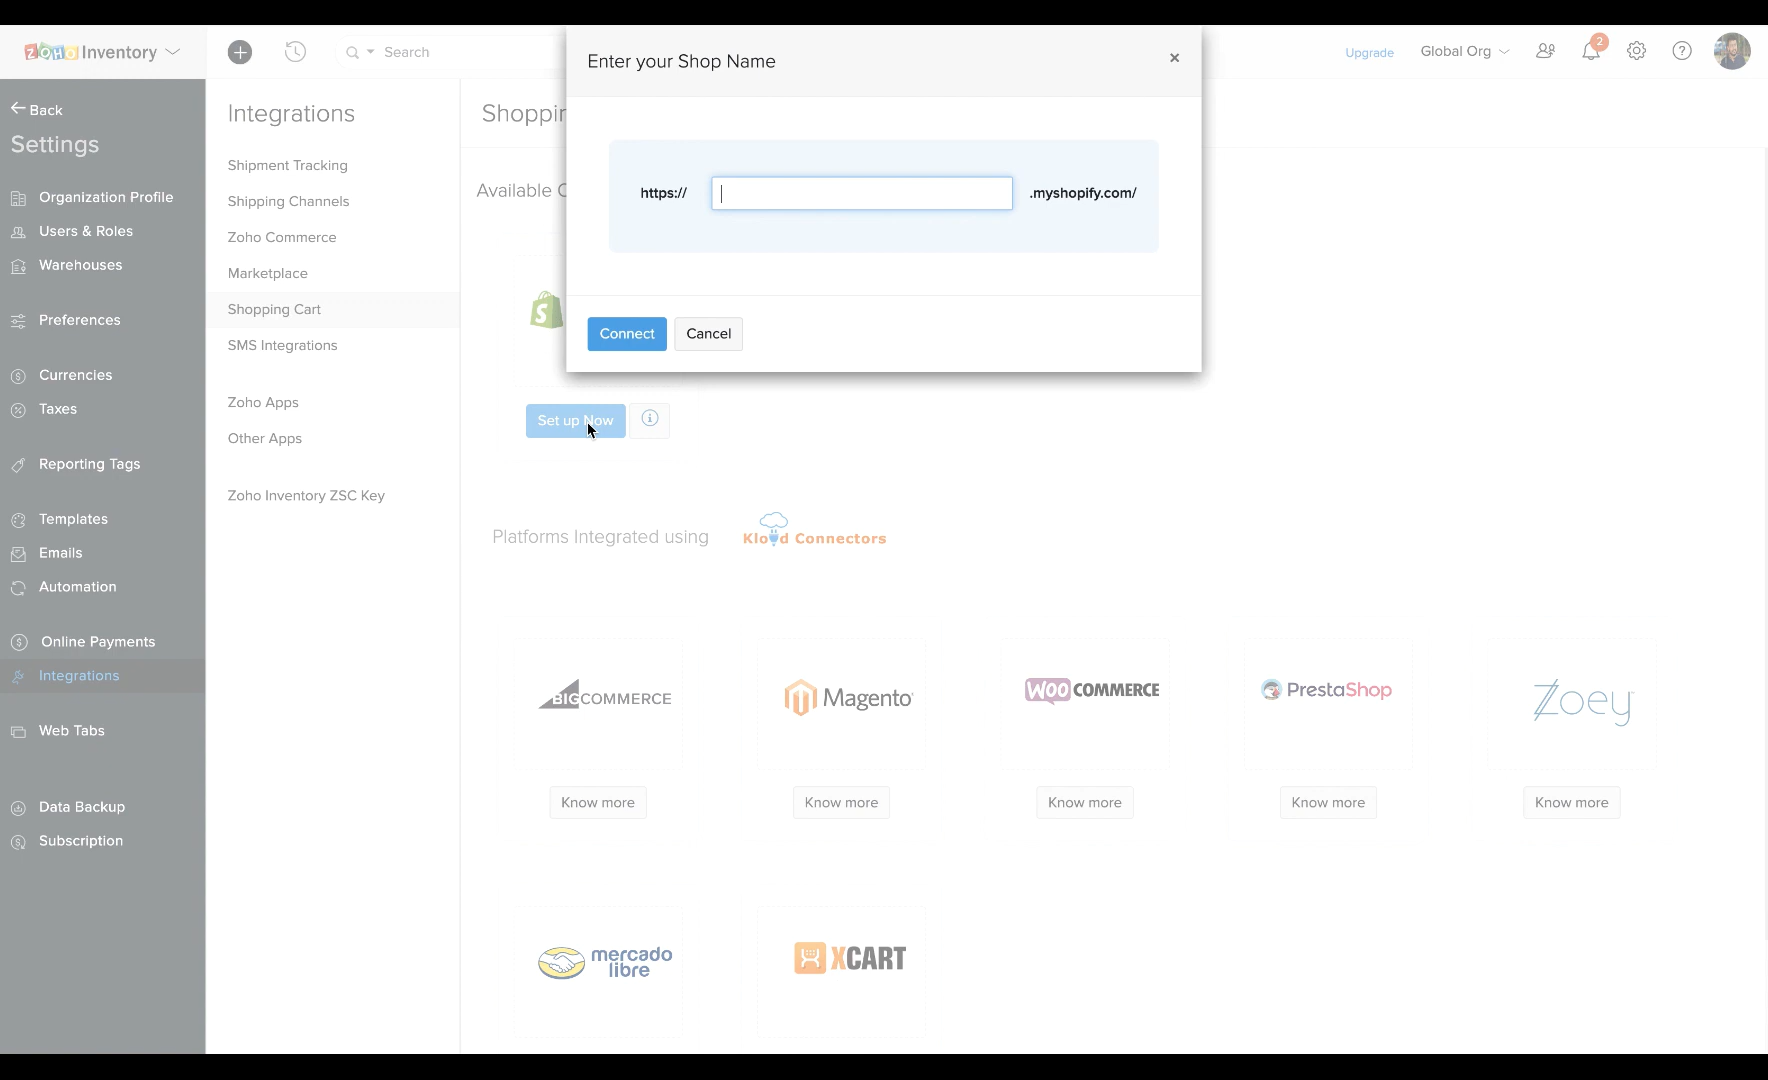 ZOHO Inventory
Search
Upgrade
Global Org
2
Back
Settings
Organization Profile
Users & Roles
Warehouses
Preferences
Currencies
Taxes
Reporting Tags
Templates
Emails
Automation
Online Payments
Integrations
Web Tabs
Data Backup
Subscription
Integrations
Shipment Tracking
Shipping Channels
Zoho Commerce
Marketplace
Shopping Cart
SMS Integrations
Zoho Apps
Other Apps
Zoho Inventory ZSC Key
Enter your Shop Name
https://
.myshopify.com/
Connect
Cancel
Available
Set up Now
Platforms Integrated using
Kloud Connectors
BIGCOMMERCE
Magento
WOO COMMERCE
PrestaShop
Zoey
Know more
Know more
Know more
Know more
Know more
mercado
libre
XCART